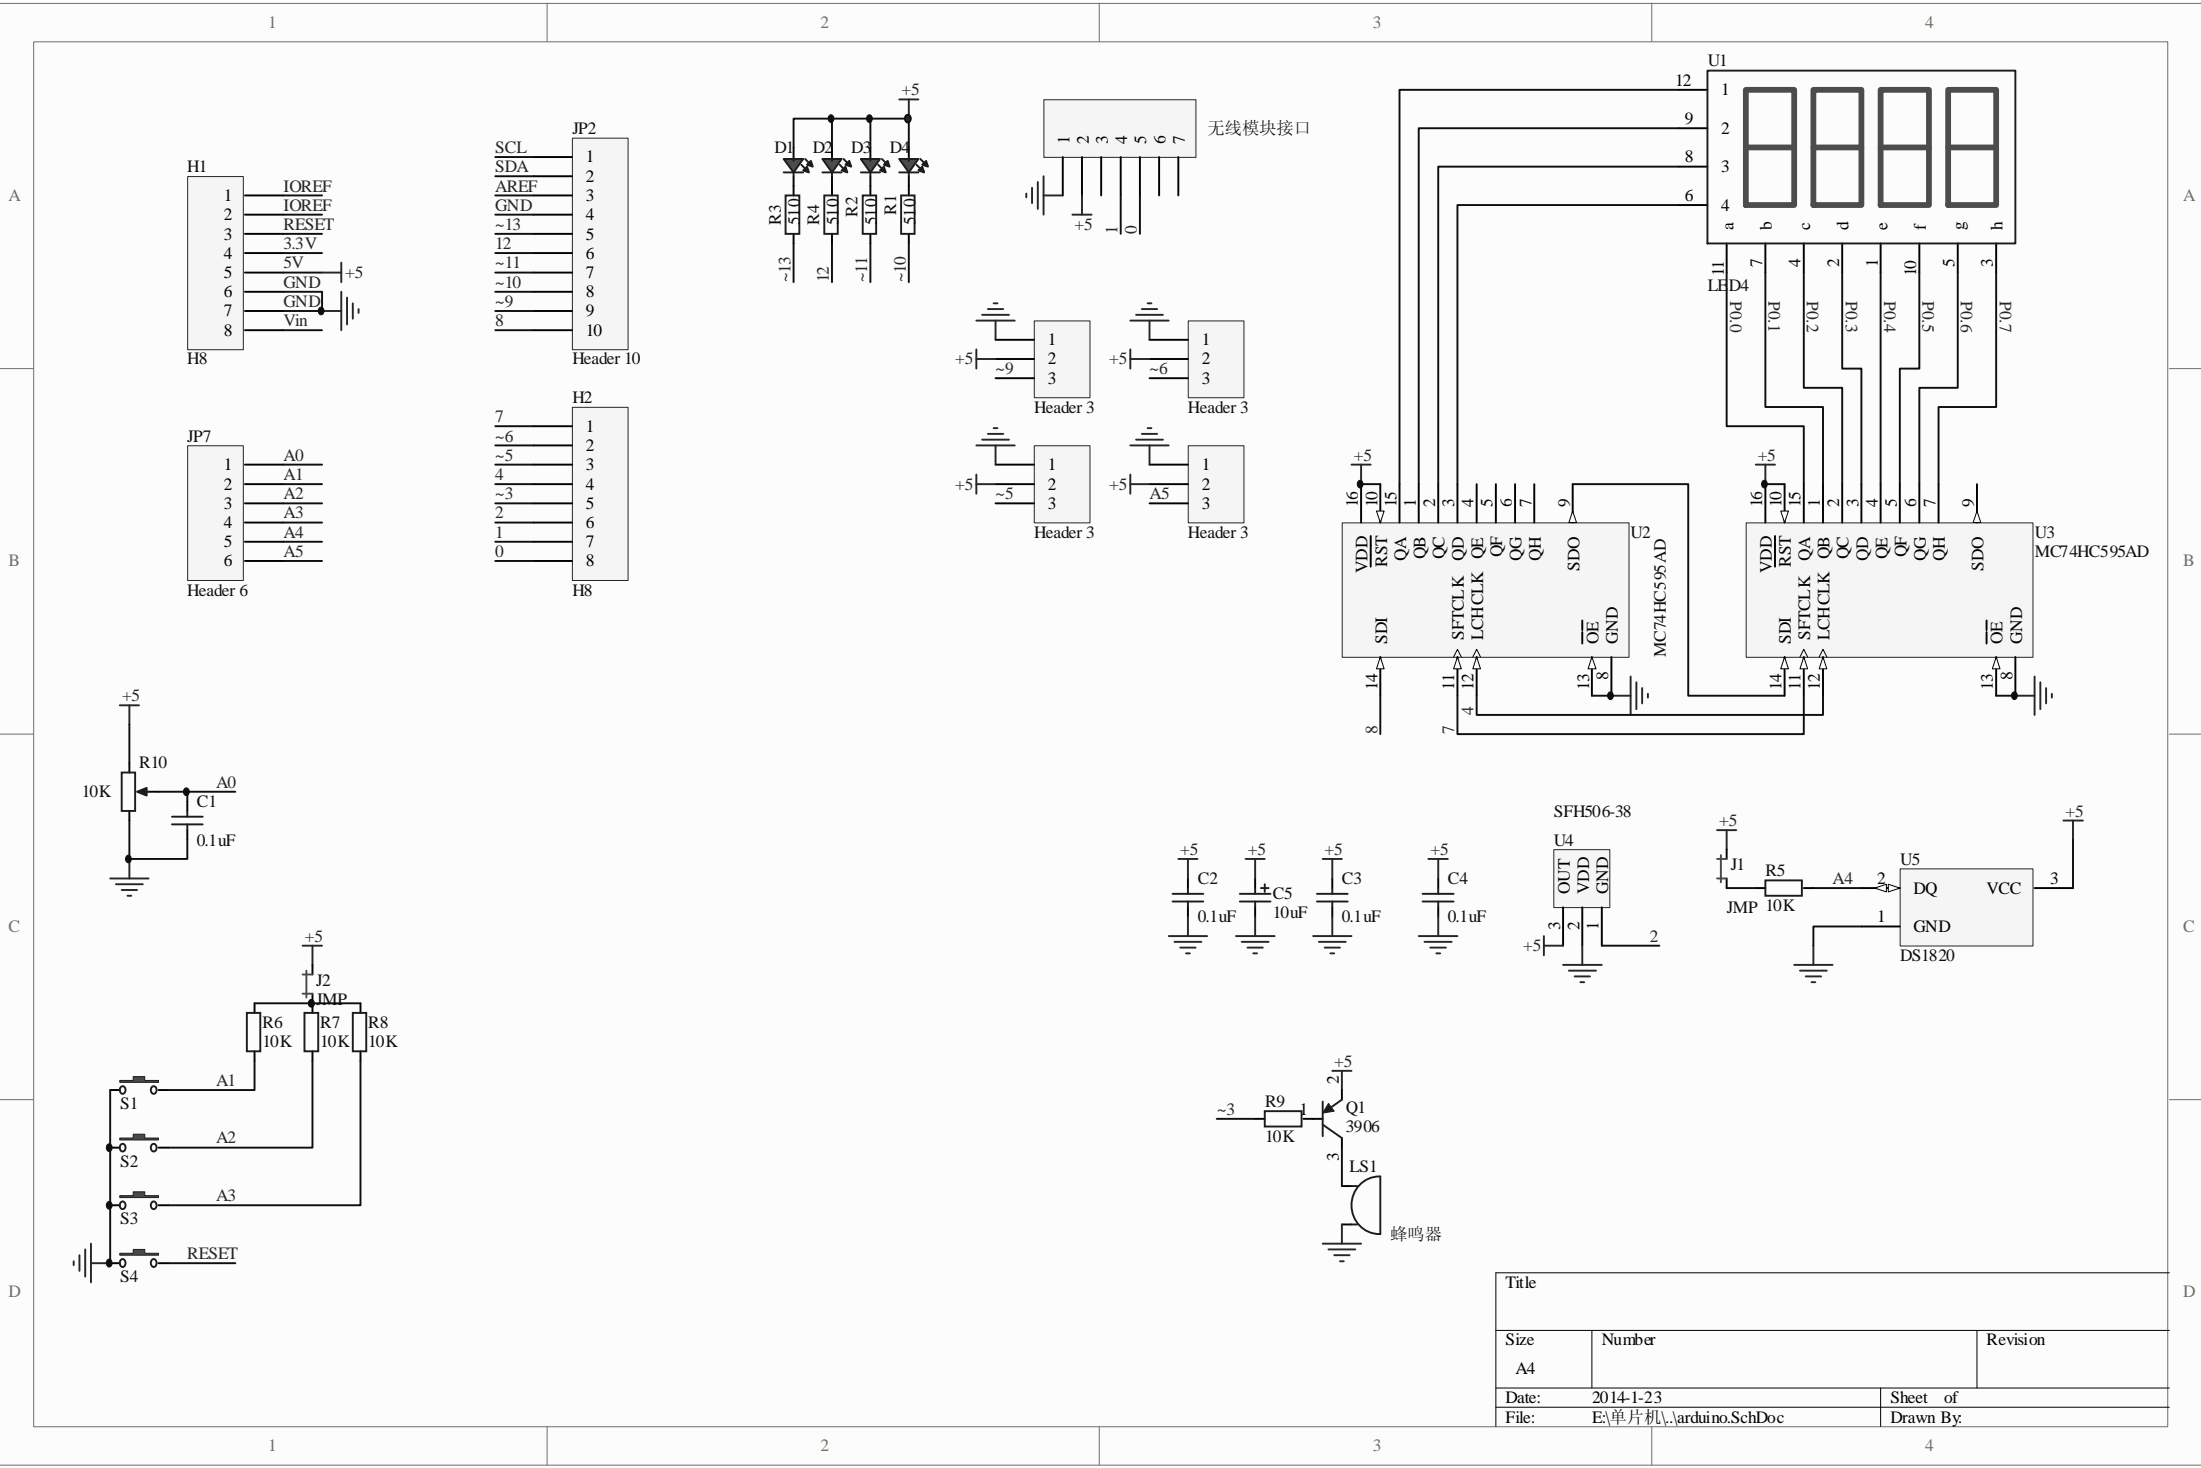 1 2 3 4
A A
B B
C C
D D
H1
1 IOREF
2 IOREF
3 RESET
4 3.3V
5 5V +5
6 GND
7 GND
8 Vin
H8
JP2
SCL 1
SDA 2
AREF 3
GND 4
~13 5
12 6
~11 7
~10 8
~9 9
8 10
Header 10
JP7
1 A0
2 A1
3 A2
4 A3
5 A4
6 A5
Header 6
H2
7 1
~6 2
~5 3
4 4
~3 5
2 6
1 7
0 8
H8
+5
D1 D2 D3 D4
R3 510 R4 510 R2 510 R1 510
~13 12 ~11 ~10
1 2 3 4 5 6 7
无线模块接口
+5 1 0
1
+5 2
~9 3
Header 3
1
+5 2
~6 3
Header 3
1
+5 2
~5 3
Header 3
1
+5 2
A5 3
Header 3
U1
12 1
9 2
8 3
6 4
a b c d e f g h
11 7 4 2 1 10 5 3
LED4
P0.0 P0.1 P0.2 P0.3 P0.4 P0.5 P0.6 P0.7
+5
16 10 15 1 2 3 4 5 6 7 9
VDD RST QA QB QC QD QE QF QG QH SDO
U2
MC74HC595AD
SDI SFTCLK LCHCLK OE GND
14 11 12 13 8
8 7 4
+5
16 10 15 1 2 3 4 5 6 7 9
VDD RST QA QB QC QD QE QF QG QH SDO
U3
MC74HC595AD
SDI SFTCLK LCHCLK OE GND
14 11 12 13 8
+5
R10
10K
A0
C1
0.1uF
+5
J2
JMP
R6 R7 R8
10K 10K 10K
A1
S1
A2
S2
A3
S3
RESET
S4
+5 +5 +5 +5
C2 C5 C3 C4
0.1uF 10uF 0.1uF 0.1uF
+
SFH506-38
U4
OUT VDD GND
3 2 1
+5 2
+5 +5
J1
JMP
R5
10K
A4 2
U5
DQ VCC 3
1 GND
DS1820
+5
2
~3 R9 1
10K
Q1
3906
3
LS1
蜂鸣器
Title
Size Number Revision
A4
Date: 2014-1-23 Sheet of
File: E:\单片机\..\arduino.SchDoc Drawn By:
1 2 3 4